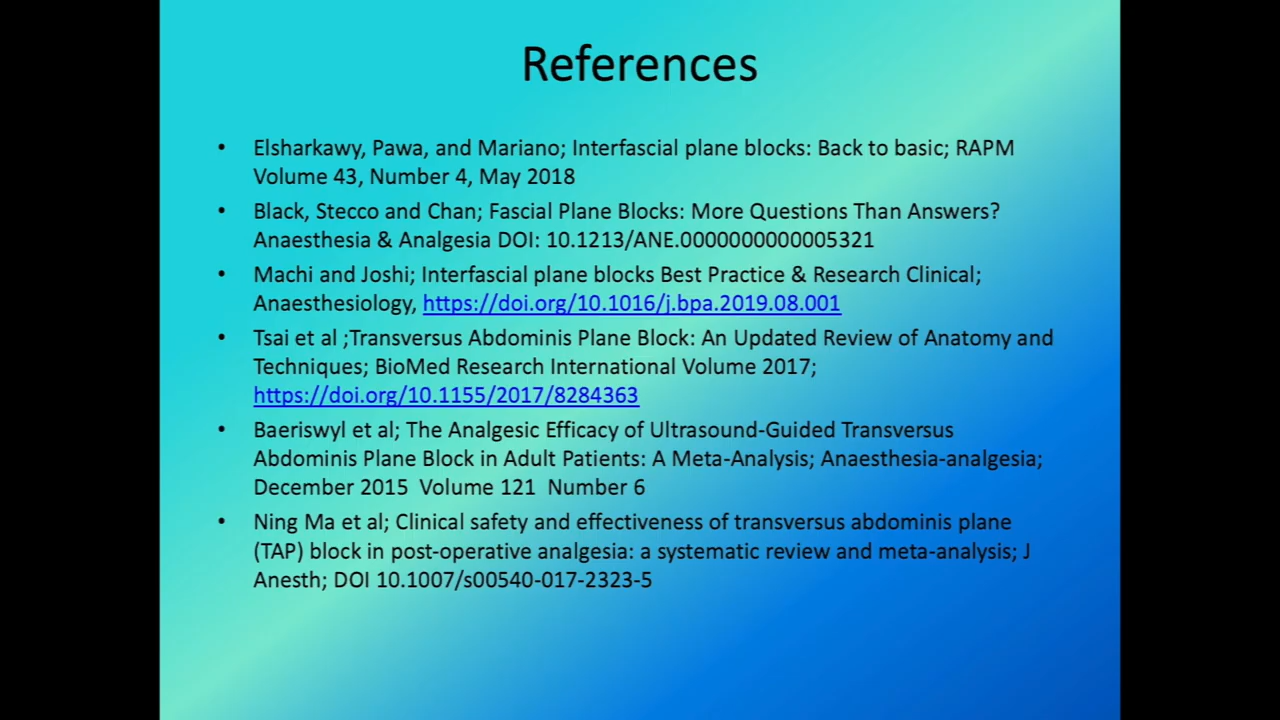 References
• Elsharkawy, Pawa, and Mariano; Interfascial plane blocks: Back to basic; RAPM
Volume 43, Number 4, May 2018
• Black, Stecco and Chan; Fascial Plane Blocks: More Questions Than Answers?
Anaesthesia & Analgesia DOI: 10.1213/ANE.0000000000005321
• Machi and Joshi; Interfascial plane blocks Best Practice & Research Clinical;
Anaesthesiology, https://doi.org/10.1016/j.bpa.2019.08.001
• Tsai et al ;Transversus Abdominis Plane Block: An Updated Review of Anatomy and
Techniques; BioMed Research International Volume 2017;
https://doi.org/10.1155/2017/8284363
• Baeriswyl et al; The Analgesic Efficacy of Ultrasound-Guided Transversus
Abdominis Plane Block in Adult Patients: A Meta-Analysis; Anaesthesia-analgesia;
December 2015  Volume 121  Number 6
• Ning Ma et al; Clinical safety and effectiveness of transversus abdominis plane
(TAP) block in post-operative analgesia: a systematic review and meta-analysis; J
Anesth; DOI 10.1007/s00540-017-2323-5